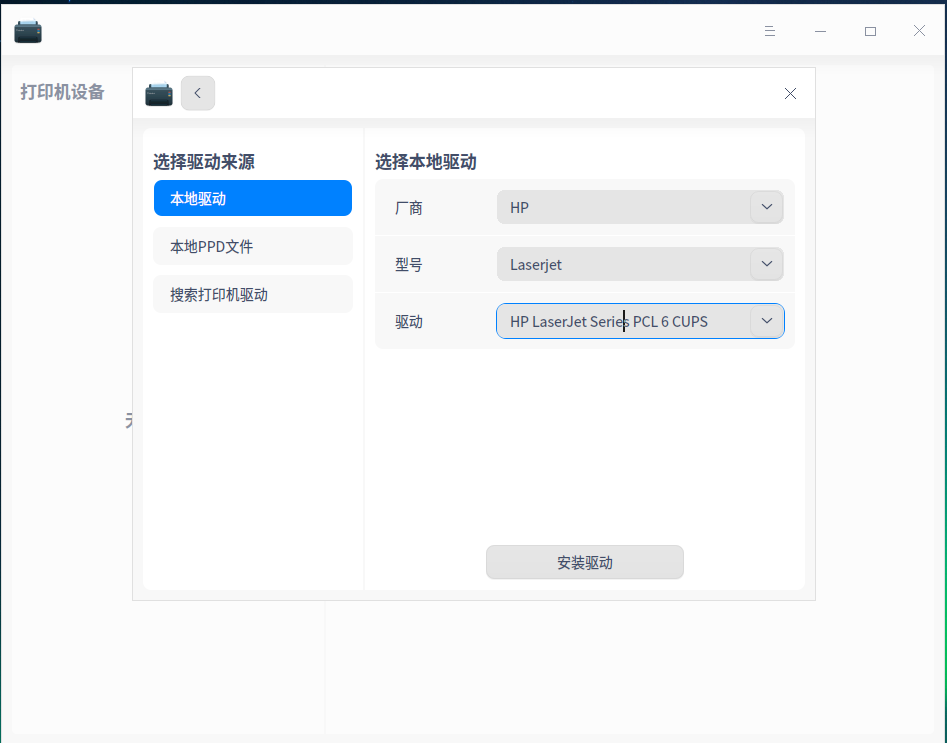 打印机设备
选择驱动来源
本地驱动
本地PPD文件
搜索打印机驱动
选择本地驱动
厂商
HP
型号
Laserjet
驱动
HP LaserJet Series PCL 6 CUPS
安装驱动